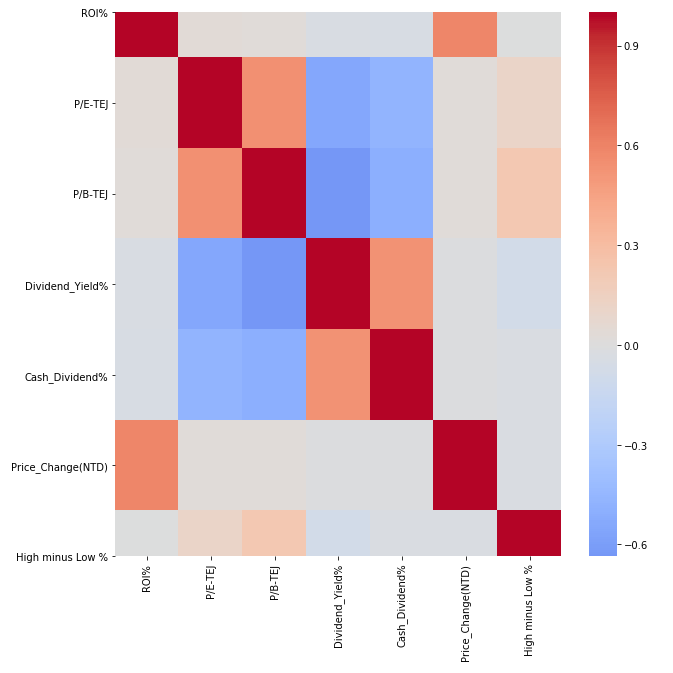 ROI%
P/E-TEJ
P/B-TEJ
Dividend_Yield%
Cash_Dividend%
Price_Change(NTD)
High minus Low %
ROI%
P/E-TEJ
P/B-TEJ
Dividend_Yield%
Cash_Dividend%
Price_Change(NTD)
High minus Low %
0.9
0.6
0.3
0.0
−0.3
−0.6